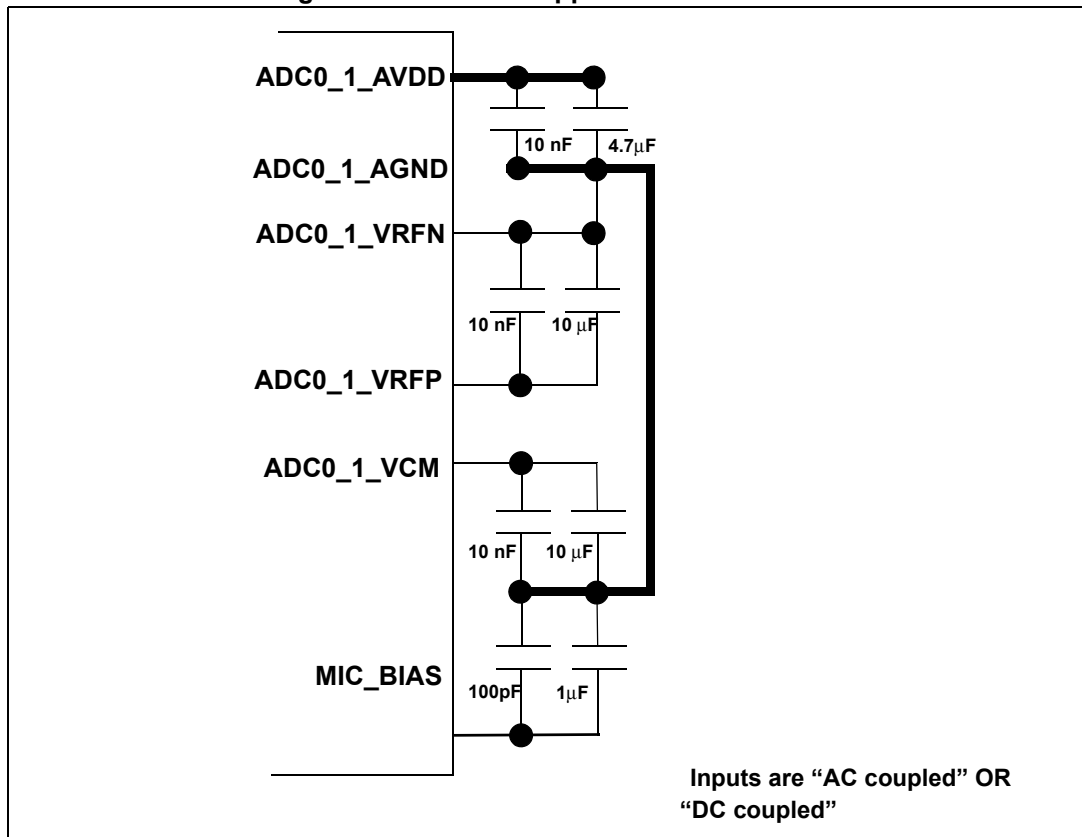 ADC0_1_AVDD
10 nF 4.7μF
ADC0_1_AGND
ADC0_1_VRFN
10 nF 10 μF
ADC0_1_VRFP
ADC0_1_VCM
10 nF 10 μF
MIC_BIAS
100pF 1μF
Inputs are “AC coupled” OR
“DC coupled”